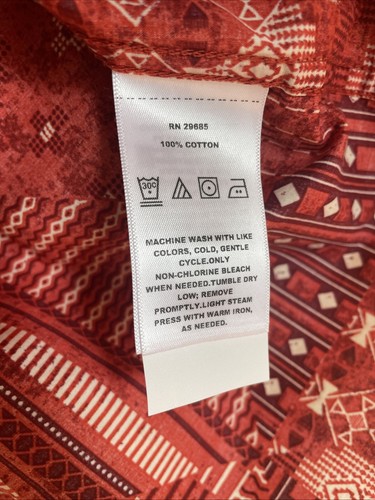 RN 29685
100% COTTON
30c
MACHINE WASH WITH LIKE
COLORS, COLD, GENTLE
CYCLE.ONLY
NON-CHLORINE BLEACH
WHEN NEEDED.TUMBLE DRY
LOW; REMOVE
PROMPTLY.LIGHT STEAM
PRESS WITH WARM IRON,
AS NEEDED.